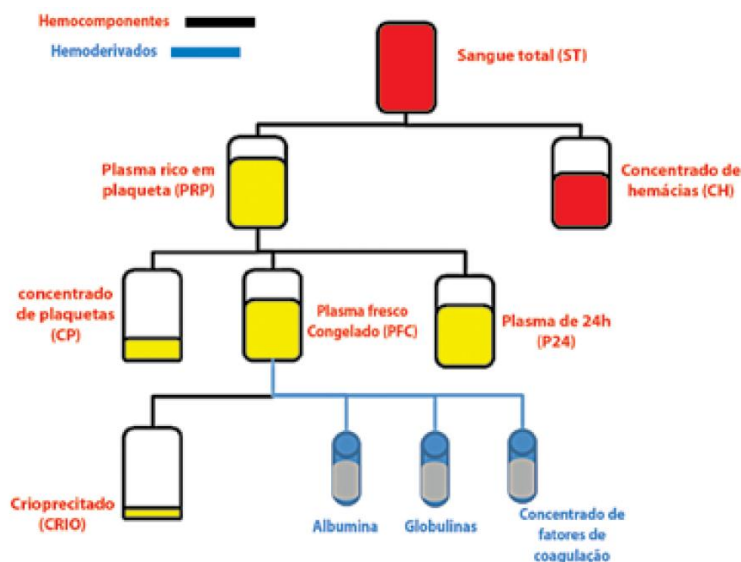 Hemocomponentes
Hemoderivados
Sangue total (ST)
Plasma rico em
plaqueta (PRP)
Concentrado de
hemácias (CH)
concentrado
de plaquetas
(CP)
Plasma fresco
Congelado (PFC)
Plasma de 24h
(P24)
Crioprecitado
(CRIO)
Albumina
Globulinas
Concentrado de
fatores de
coagulação